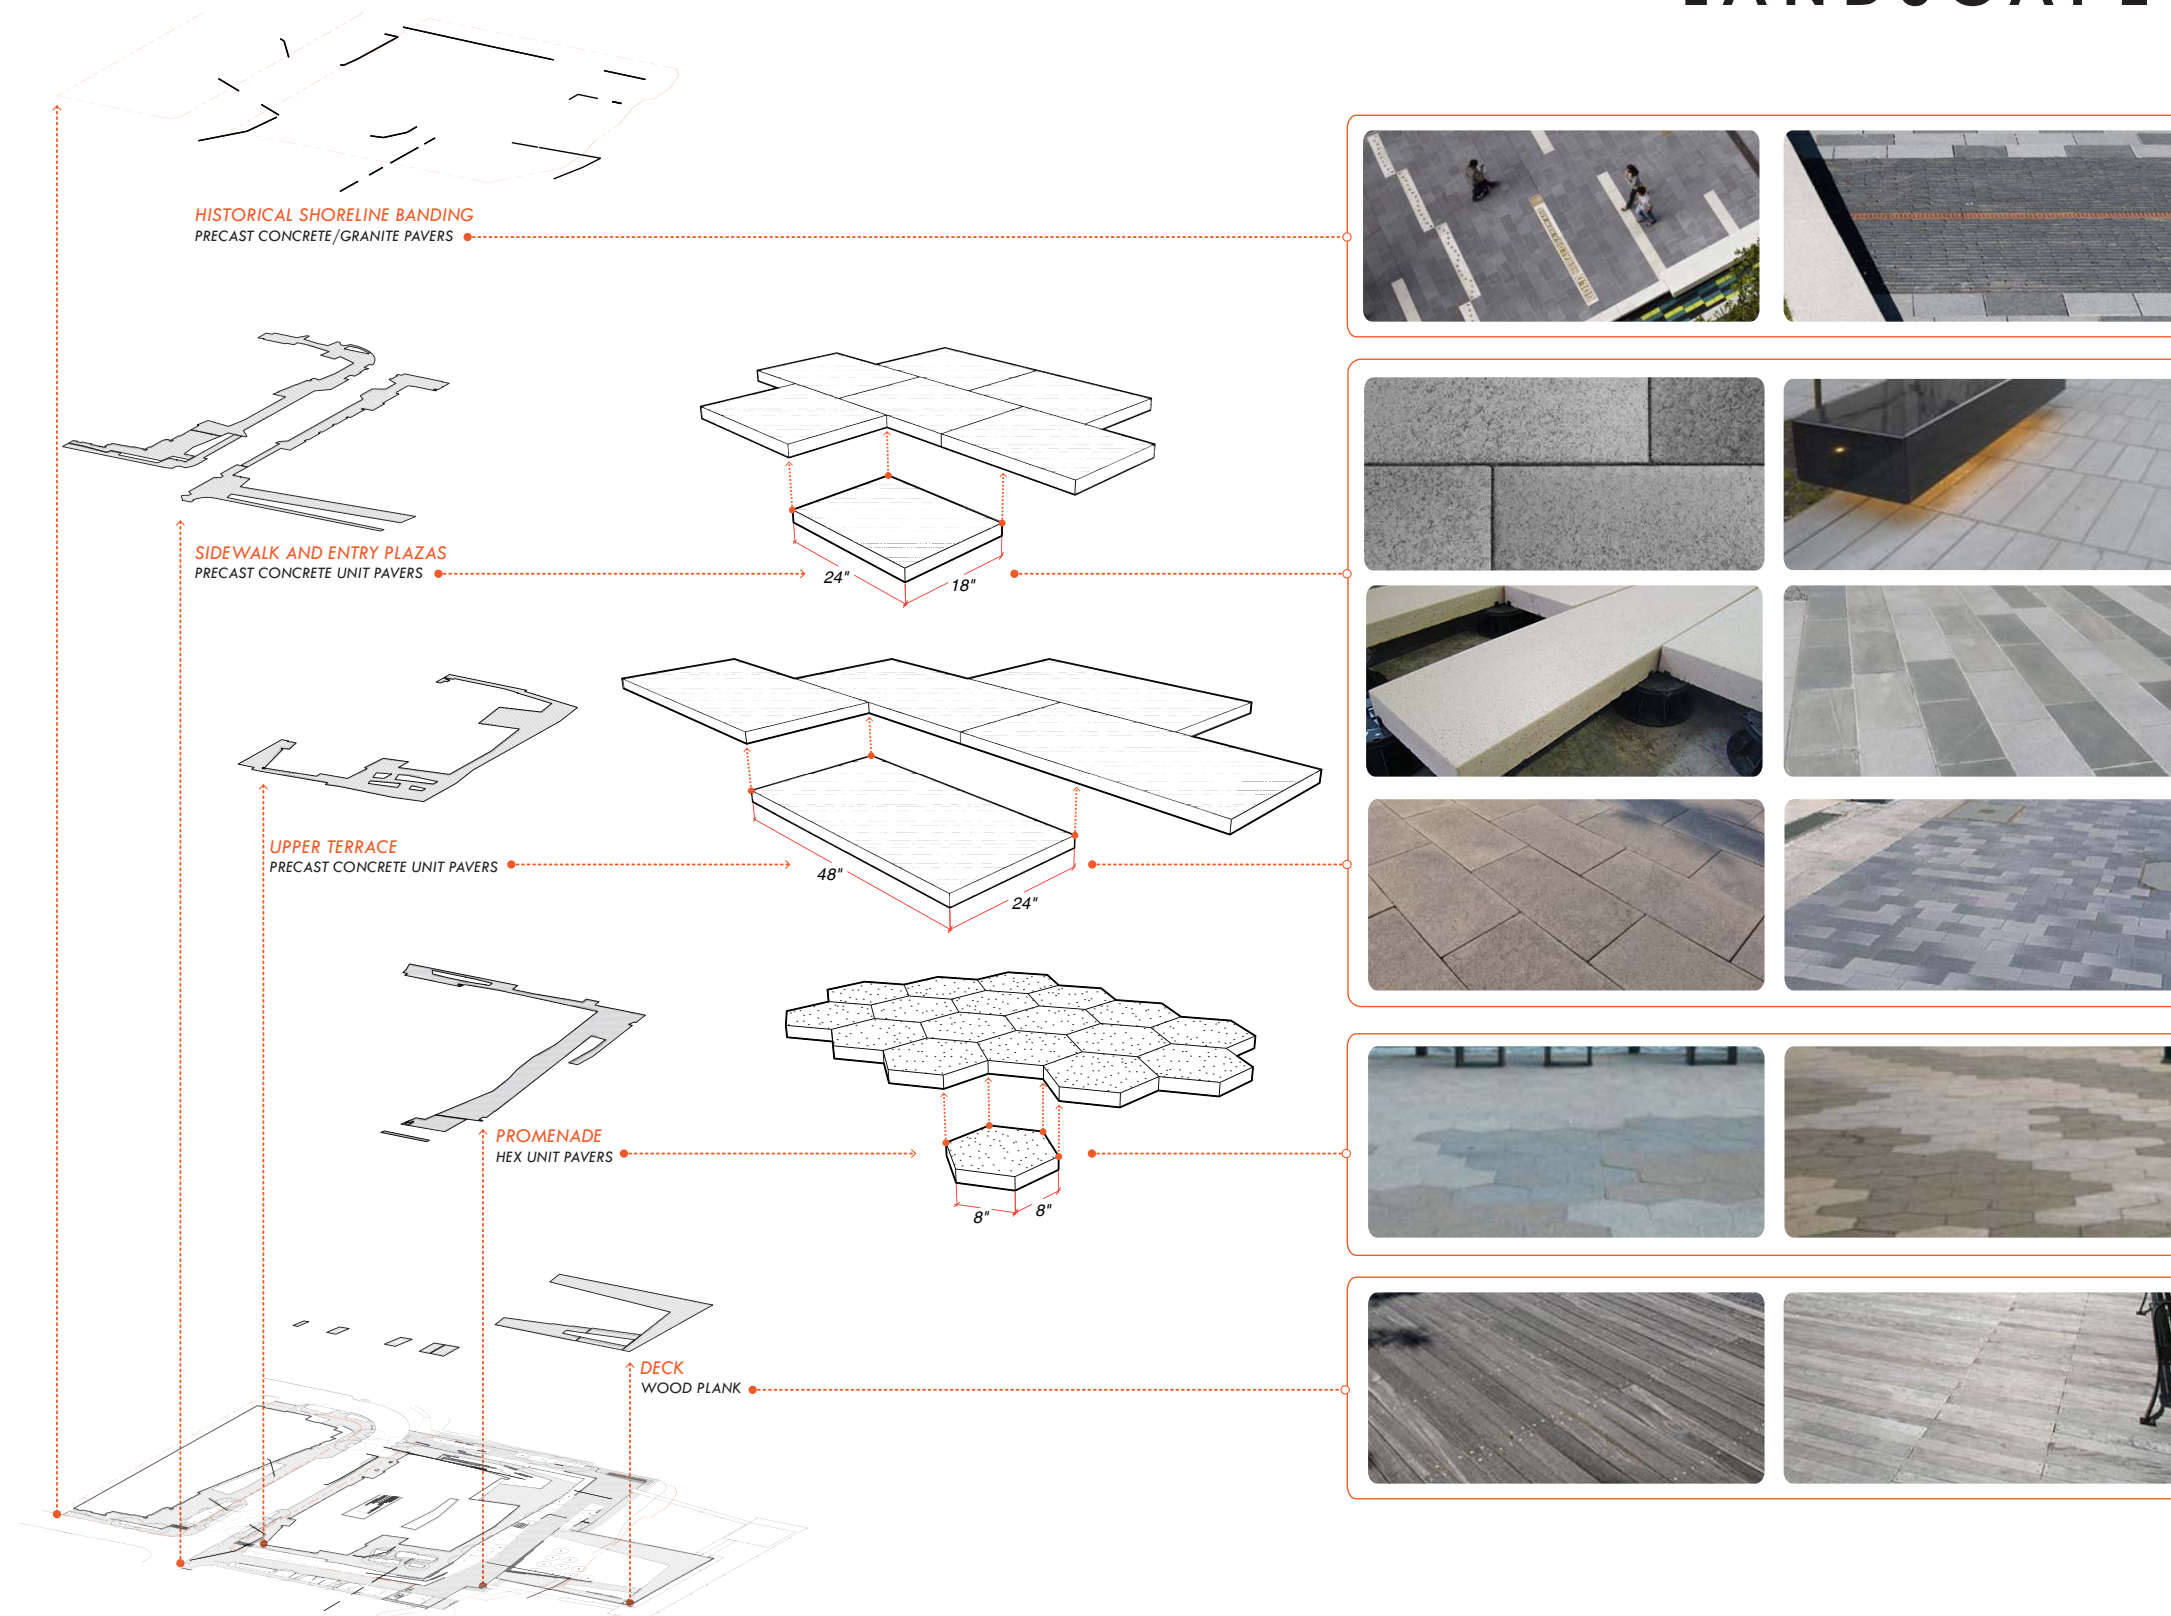 LANDSCAPE
HISTORICAL SHORELINE BANDING
PRECAST CONCRETE/GRANITE PAVERS
24"
18"
SIDEWALK AND ENTRY PLAZAS
PRECAST CONCRETE UNIT PAVERS
UPPER TERRACE
PRECAST CONCRETE UNIT PAVERS
48"
24"
PROMENADE
HEX UNIT PAVERS
8"
8"
DECK
WOOD PLANK